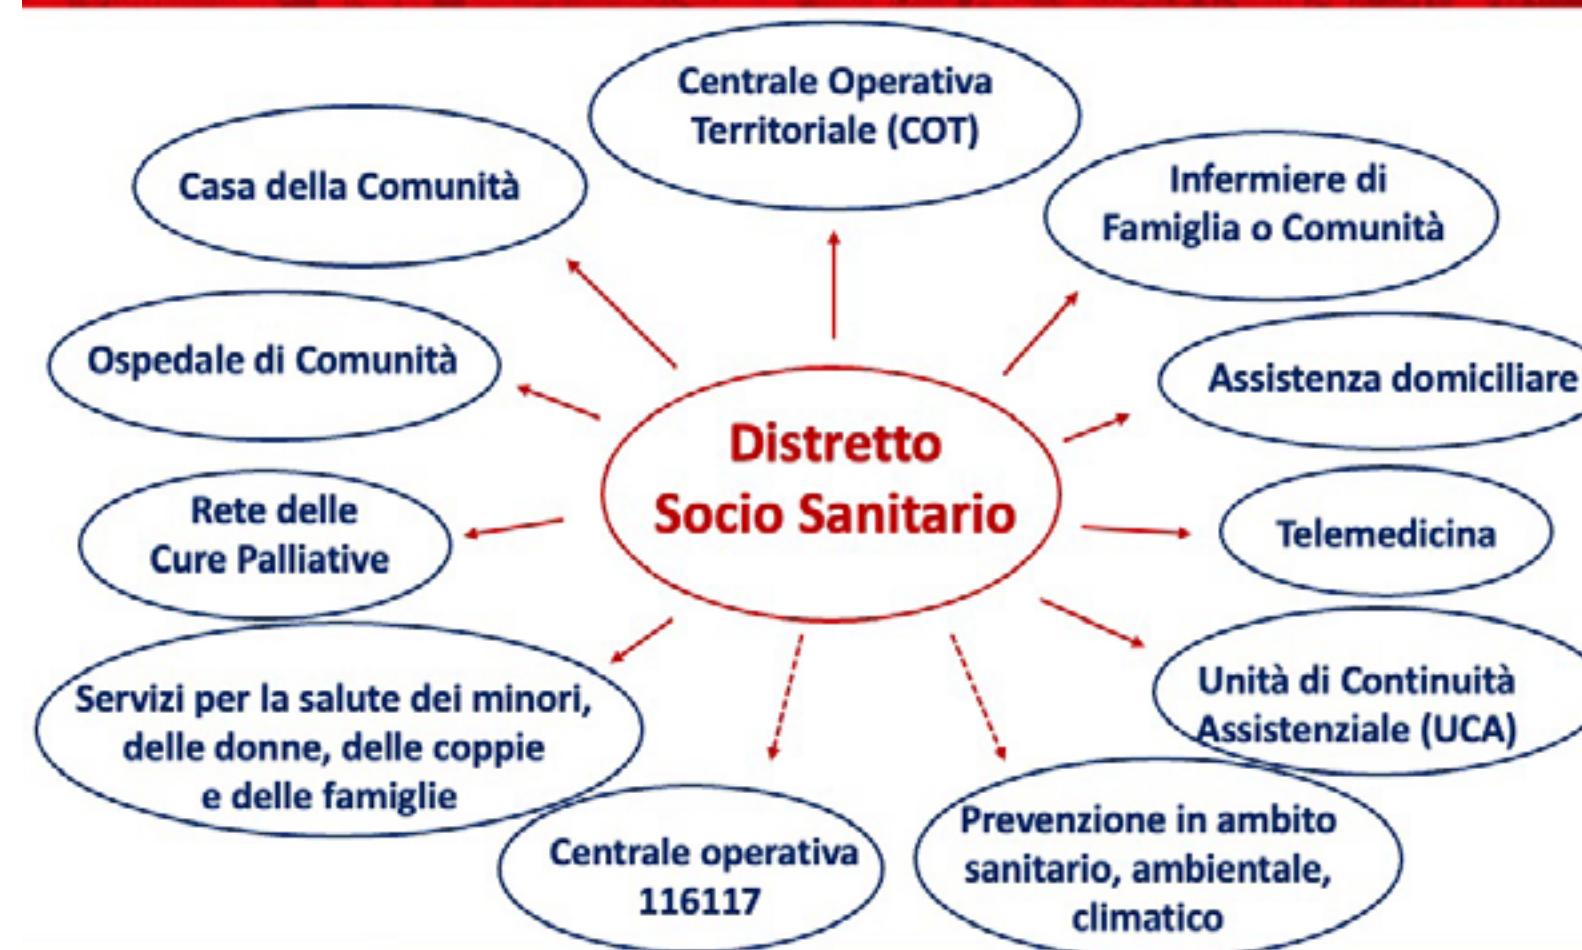 Centrale Operativa
Territoriale (COT)
Casa della Comunità
Infermiere di
Famiglia o Comunità
Ospedale di Comunità
Assistenza domiciliare
Distretto
Socio Sanitario
Rete delle
Cure Palliative
Telemedicina
Servizi per la salute dei minori,
delle donne, delle coppie
e delle famiglie
Unità di Continuità
Assistenziale (UCA)
Centrale operativa
116117
Prevenzione in ambito
sanitario, ambientale,
climatico